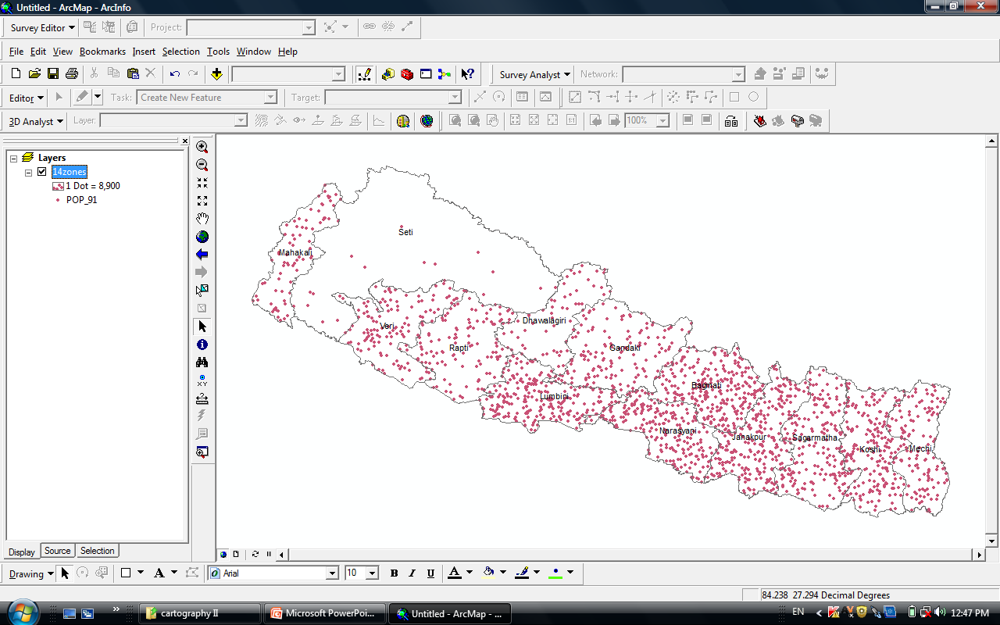 Untitled - ArcMap - ArcInfo
Survey Editor Project:
File Edit View Bookmarks Insert Selection Tools Window Help
Survey Analyst Network:
Editor Task: Create New Feature Target:
3D Analyst Layer: 1:1 100%
Layers
14zones
1 Dot = 8,900
POP_91
XY
Seti
Mahakali
Veri
Rapti
Dhawalagiri
Gandaki
Lumbini
Bagmati
Narasyani
Janakpur
Sagarmatha
Koshi
Mechi
Display Source Selection
Drawing A Arial 10 B I U A
84.238 27.294 Decimal Degrees
cartography II Microsoft PowerPoi... Untitled - ArcMap - ... EN 12:47 PM